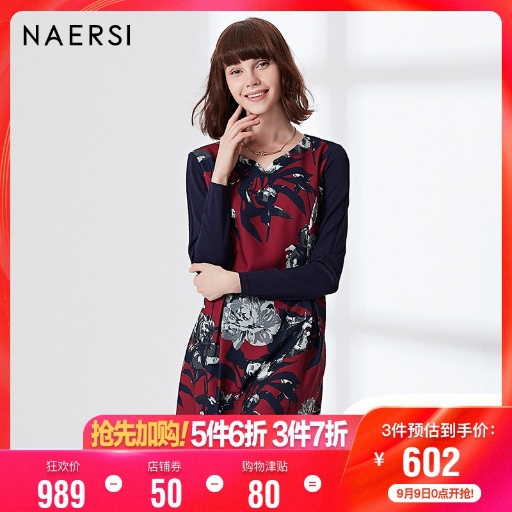 NAERSI
抢先加购! 5件6折 3件7折
3件预估到手价:
¥ 602
9月9日0点开抢!
狂欢价 店铺券 购物津贴
989 - 50 - 80 =